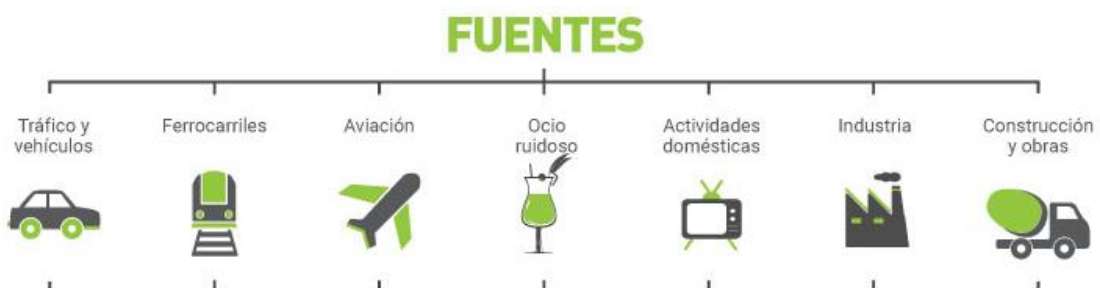 FUENTES
Tráfico y
vehículos
Ferrocarriles
Aviación
Ocio
ruidoso
Actividades
domésticas
Industria
Construcción
y obras